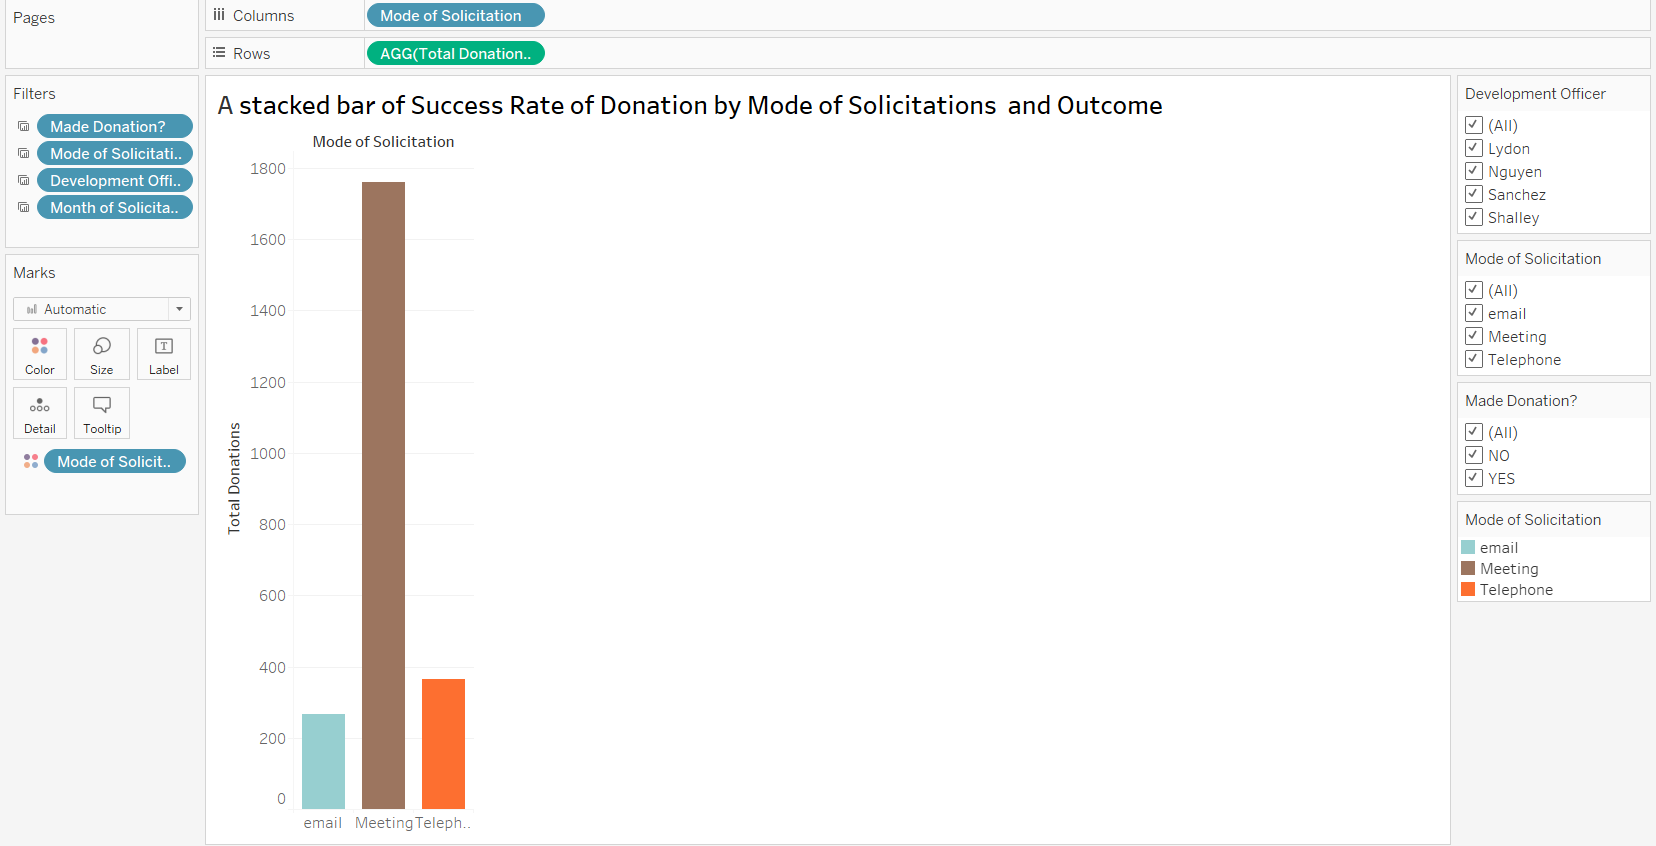 Pages
Columns
Mode of Solicitation
Rows
AGG(Total Donation..
Filters
Made Donation?
Mode of Solicitati..
Development Offi..
Month of Solicita..
Marks
Automatic
Color
Size
Label
Detail
Tooltip
Mode of Solicit..
A stacked bar of Success Rate of Donation by Mode of Solicitations  and Outcome
Mode of Solicitation
1800
1600
1400
1200
1000
800
600
400
200
0
Total Donations
email
Meeting
Teleph..
Development Officer
(All)
Lydon
Nguyen
Sanchez
Shalley
Mode of Solicitation
(All)
email
Meeting
Telephone
Made Donation?
(All)
NO
YES
Mode of Solicitation
email
Meeting
Telephone